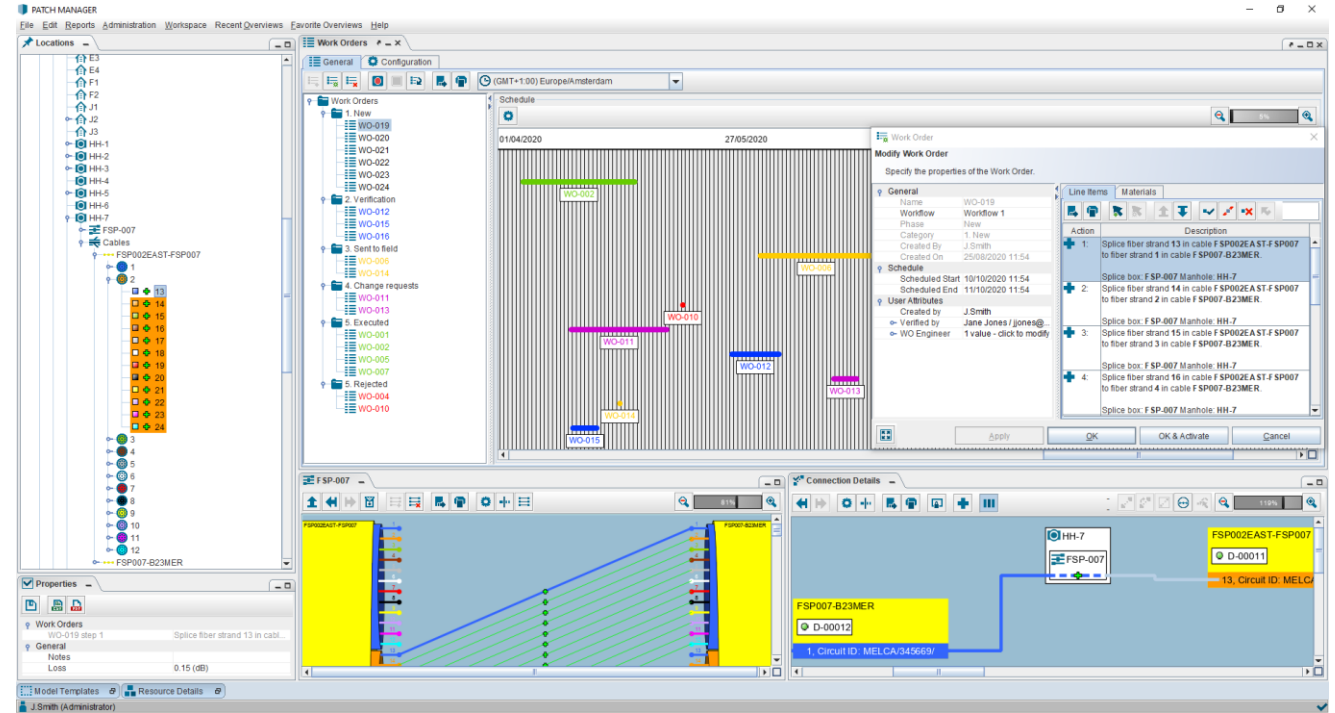 PATCH MANAGER
File Edit Reports Administration Workspace Recent Overviews Favorite Overviews Help
Locations
E3
E4
F1
F2
J1
J2
J3
HH-1
HH-2
HH-3
HH-4
HH-5
HH-6
HH-7
FSP-007
Cables
FSP002EAST-FSP007
1
2
13
14
15
16
17
18
19
20
21
22
23
24
3
4
5
6
7
8
9
10
11
12
FSP007-B23MER
Properties
Work Orders
WO-019 step 1 Splice fiber strand 13 in cabl...
General
Notes
Loss 0.15 (dB)
Model Templates Resource Details
J.Smith (Administrator)
Work Orders
General Configuration
(GMT+1:00) Europe/Amsterdam
Work Orders
1. New
WO-019
WO-020
WO-021
WO-022
WO-023
WO-024
2. Verification
WO-012
WO-015
WO-016
3. Sent to field
WO-006
WO-014
4. Change requests
WO-011
WO-013
5. Executed
WO-001
WO-002
WO-005
WO-007
5. Rejected
WO-004
WO-010
Schedule
01/04/2020 27/05/2020
WO-002
WO-006
WO-010
WO-011
WO-012
WO-013
WO-014
WO-015
Work Order
Modify Work Order
Specify the properties of the Work Order.
General
Name WO-019
Workflow Workflow 1
Phase New
Category 1. New
Created By J.Smith
Created On 25/08/2020 11:54
Schedule
Scheduled Start 10/10/2020 11:54
Scheduled End 11/10/2020 11:54
User Attributes
Created by J.Smith
Verified by Jane Jones / jjones@...
WO Engineer 1 value - click to modify
Line Items Materials
Action Description
1: Splice fiber strand 13 in cable FSP002EAST-FSP007
to fiber strand 1 in cable FSP007-B23MER.
Splice box: FSP-007 Manhole: HH-7
2: Splice fiber strand 14 in cable FSP002EAST-FSP007
to fiber strand 2 in cable FSP007-B23MER.
Splice box: FSP-007 Manhole: HH-7
3: Splice fiber strand 15 in cable FSP002EAST-FSP007
to fiber strand 3 in cable FSP007-B23MER.
Splice box: FSP-007 Manhole: HH-7
4: Splice fiber strand 16 in cable FSP002EAST-FSP007
to fiber strand 4 in cable FSP007-B23MER.
Splice box: FSP-007 Manhole: HH-7
Apply OK OK & Activate Cancel
FSP-007
81%
FSP002EAST-FSP007 FSP007-B23MER
Connection Details
119%
HH-7
FSP-007
FSP002EAST-FSP007
D-00011
13, Circuit ID: MELCA
FSP007-B23MER
D-00012
1, Circuit ID: MELCA/345669/